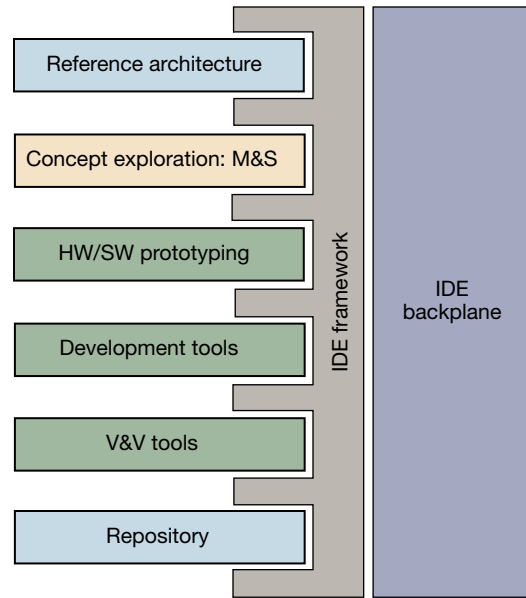 Reference architecture
Concept exploration: M&S
HW/SW prototyping
Development tools
V&V tools
Repository
IDE framework
IDE
backplane